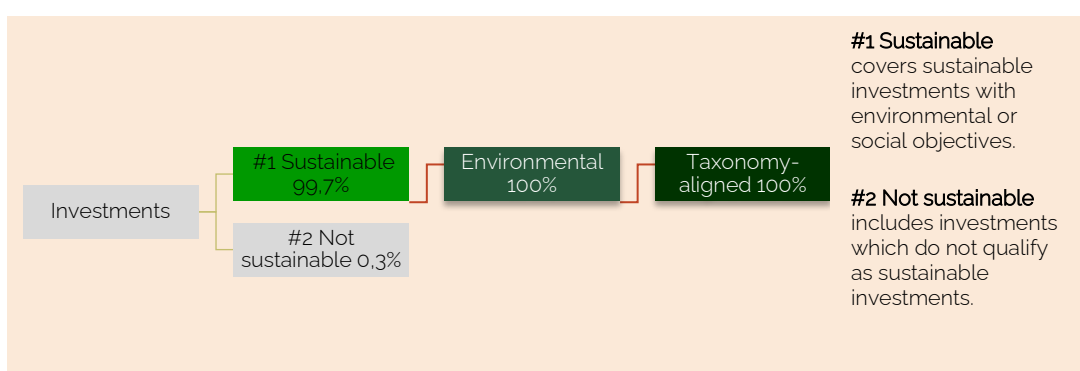 Investments
#1 Sustainable
99,7%
#2 Not
sustainable 0,3%
Environmental
100%
Taxonomy-
aligned 100%
#1 Sustainable
covers sustainable
investments with
environmental or
social objectives.
#2 Not sustainable
includes investments
which do not qualify
as sustainable
investments.